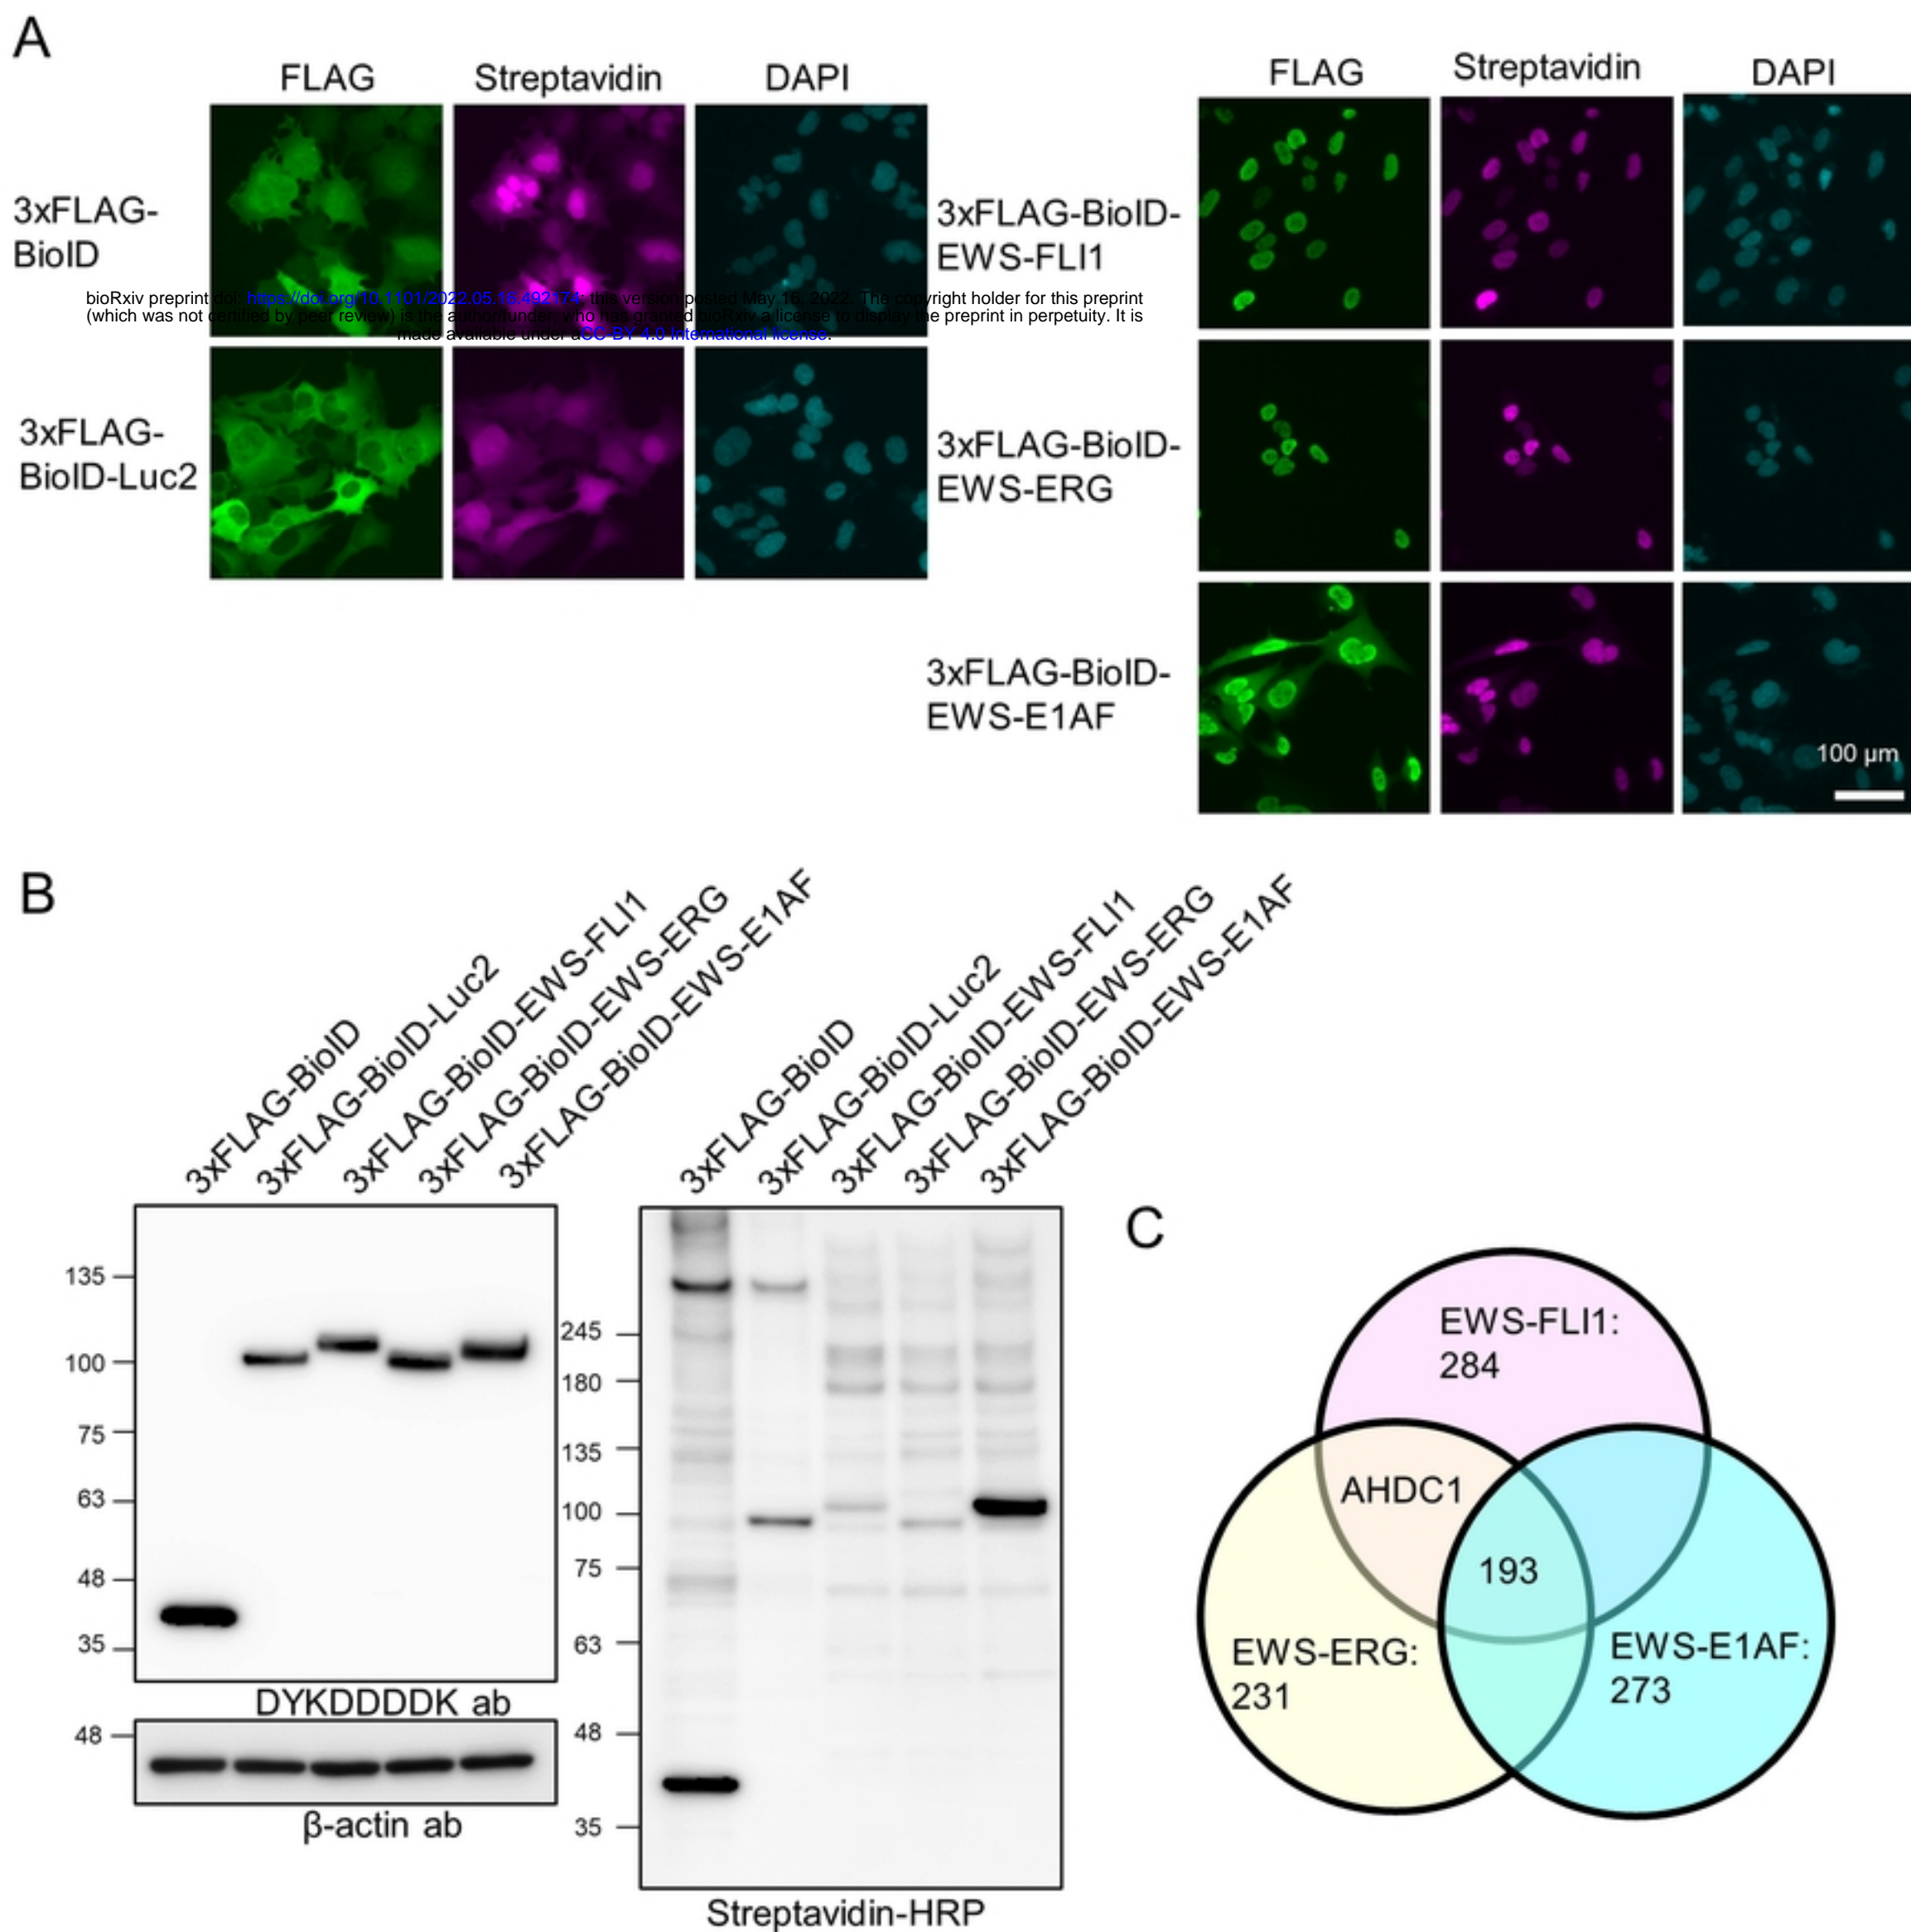 A
FLAG
Streptavidin
DAPI
FLAG
Streptavidin
DAPI
3xFLAG-
BioID
3xFLAG-BioID-
EWS-FLI1
bioRxiv preprint doi: https://doi.org/10.1101/2022.05.16.492174; this version posted May 16, 2022. The copyright holder for this preprint
(which was not certified by peer review) is the author/funder, who has granted bioRxiv a license to display the preprint in perpetuity. It is
made available under aCC-BY 4.0 International license.
3xFLAG-
BioID-Luc2
3xFLAG-BioID-
EWS-ERG
3xFLAG-BioID-
EWS-E1AF
100 µm
B
3xFLAG-BioID
3xFLAG-BioID-Luc2
3xFLAG-BioID-EWS-FLI1
3xFLAG-BioID-EWS-ERG
3xFLAG-BioID-EWS-E1AF
3xFLAG-BioID
3xFLAG-BioID-Luc2
3xFLAG-BioID-EWS-FLI1
3xFLAG-BioID-EWS-ERG
3xFLAG-BioID-EWS-E1AF
135
100
75
63
48
35
DYKDDDDK ab
48
β-actin ab
245
180
135
100
75
63
48
35
Streptavidin-HRP
C
EWS-FLI1:
284
AHDC1
193
EWS-ERG:
231
EWS-E1AF:
273